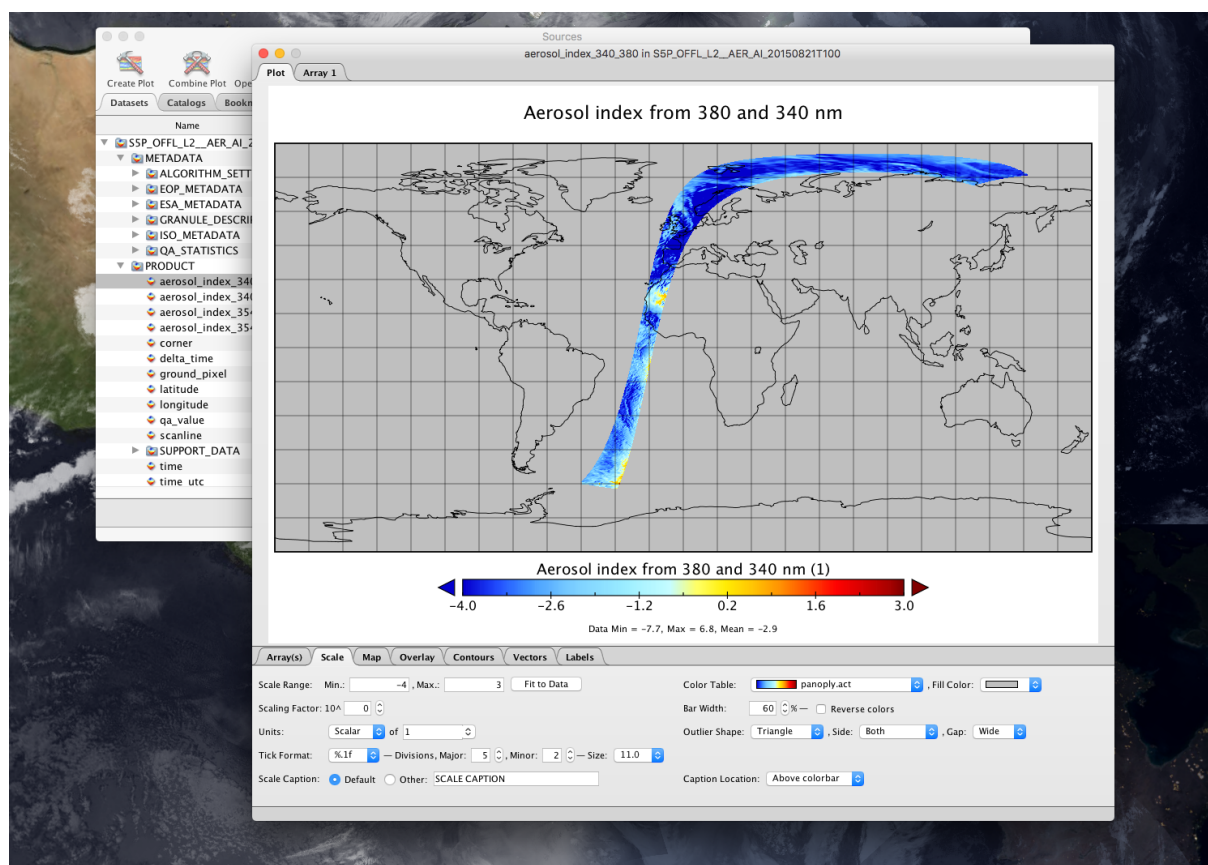 Sources
Create Plot Combine Plot Ope
Datasets Catalogs Bookn
Name
S5P_OFFL_L2__AER_AI_2
METADATA
ALGORITHM_SETT
EOP_METADATA
ESA_METADATA
GRANULE_DESCRI
ISO_METADATA
QA_STATISTICS
PRODUCT
aerosol_index_340
aerosol_index_340
aerosol_index_354
aerosol_index_354
corner
delta_time
ground_pixel
latitude
longitude
qa_value
scanline
SUPPORT_DATA
time
time_utc
aerosol_index_340_380 in S5P_OFFL_L2__AER_AI_20150821T100
Plot Array 1
Aerosol index from 380 and 340 nm
Aerosol index from 380 and 340 nm (1)
-4.0 -2.6 -1.2 0.2 1.6 3.0
Data Min = -7.7, Max = 6.8, Mean = -2.9
Array(s) Scale Map Overlay Contours Vectors Labels
Scale Range: Min.: -4 , Max.: 3 Fit to Data Color Table: panoply.act , Fill Color:
Scaling Factor: 10^ 0 Bar Width: 60 % — Reverse colors
Units: Scalar of 1 Outlier Shape: Triangle , Side: Both , Gap: Wide
Tick Format: %.1f — Divisions, Major: 5 , Minor: 2 — Size: 11.0
Scale Caption: Default Other: SCALE CAPTION Caption Location: Above colorbar